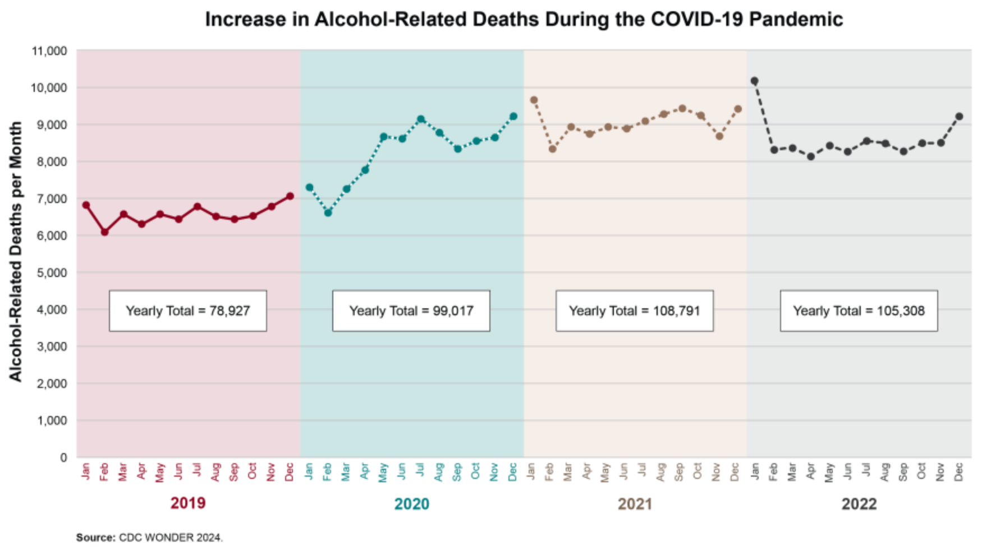 Increase in Alcohol-Related Deaths During the COVID-19 Pandemic
Alcohol-Related Deaths per Month
11,000
10,000
9,000
8,000
7,000
6,000
5,000
4,000
3,000
2,000
1,000
0
Yearly Total = 78,927
Yearly Total = 99,017
Yearly Total = 108,791
Yearly Total = 105,308
Jan Feb Mar Apr May Jun Jul Aug Sep Oct Nov Dec Jan Feb Mar Apr May Jun Jul Aug Sep Oct Nov Dec Jan Feb Mar Apr May Jun Jul Aug Sep Oct Nov Dec Jan Feb Mar Apr May Jun Jul Aug Sep Oct Nov Dec
2019 2020 2021 2022
Source: CDC WONDER 2024.